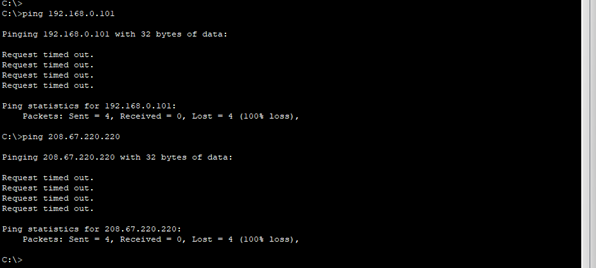 C:\>
C:\>ping 192.168.0.101
Pinging 192.168.0.101 with 32 bytes of data:
Request timed out.
Request timed out.
Request timed out.
Request timed out.
Ping statistics for 192.168.0.101:
    Packets: Sent = 4, Received = 0, Lost = 4 (100% loss),
C:\>ping 208.67.220.220
Pinging 208.67.220.220 with 32 bytes of data:
Request timed out.
Request timed out.
Request timed out.
Request timed out.
Ping statistics for 208.67.220.220:
    Packets: Sent = 4, Received = 0, Lost = 4 (100% loss),
C:\>